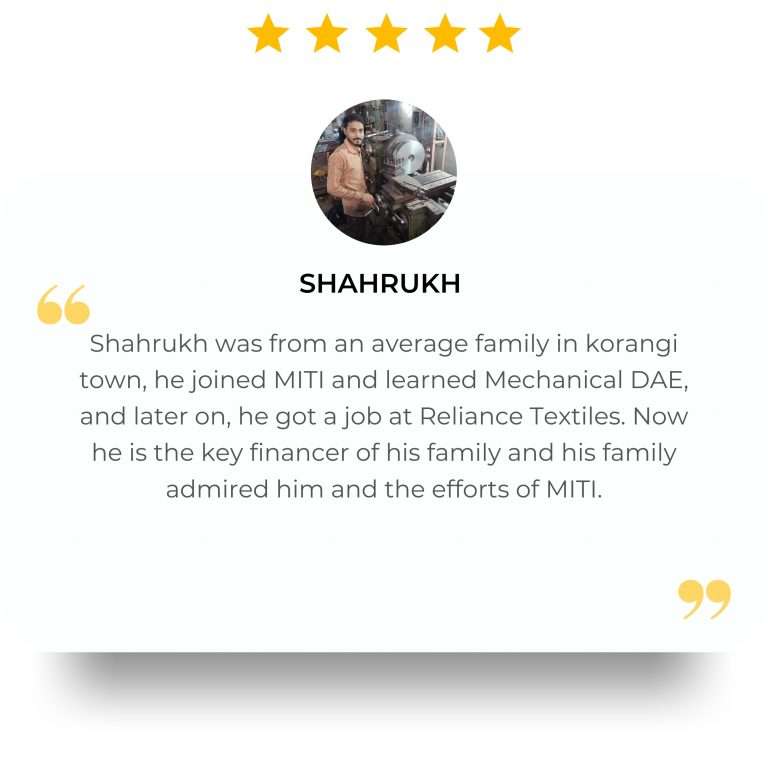 SHAHRUKH
“
Shahrukh was from an average family in korangi
town, he joined MITI and learned Mechanical DAE,
and later on, he got a job at Reliance Textiles. Now
he is the key financer of his family and his family
admired him and the efforts of MITI.
”